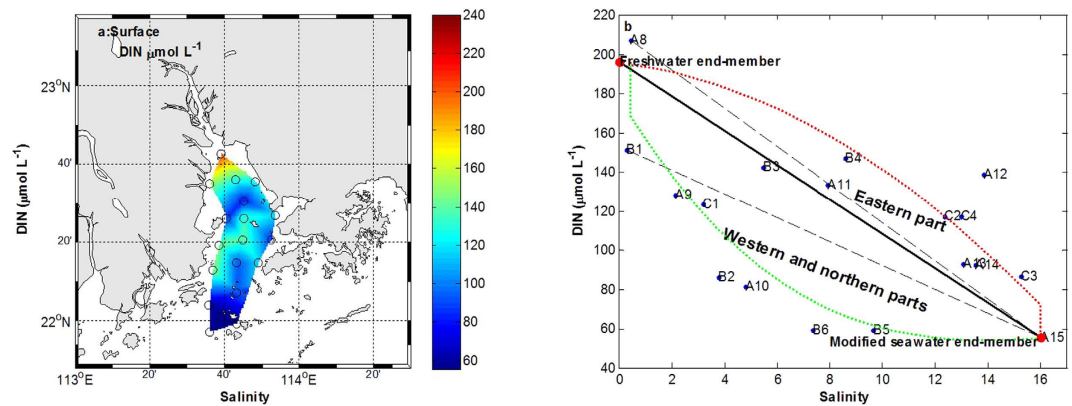 a:Surface
DIN μmol L⁻¹
23°N
40'
20'
22°N
113°E
20'
40'
114°E
20'
Salinity
DIN (μmol L⁻¹)
240
220
200
180
160
140
120
100
80
60
b
220
200
180
160
140
120
100
80
60
40
DIN (μmol L⁻¹)
A8
Freshwater end-member
B1
B3
B4
A12
A11
A9
C1
Eastern part
C2
C4
Western and northern parts
A13
A14
C3
B2
A10
B6
B5
A15
Modified seawater end-member
0
2
4
6
8
10
12
14
16
Salinity